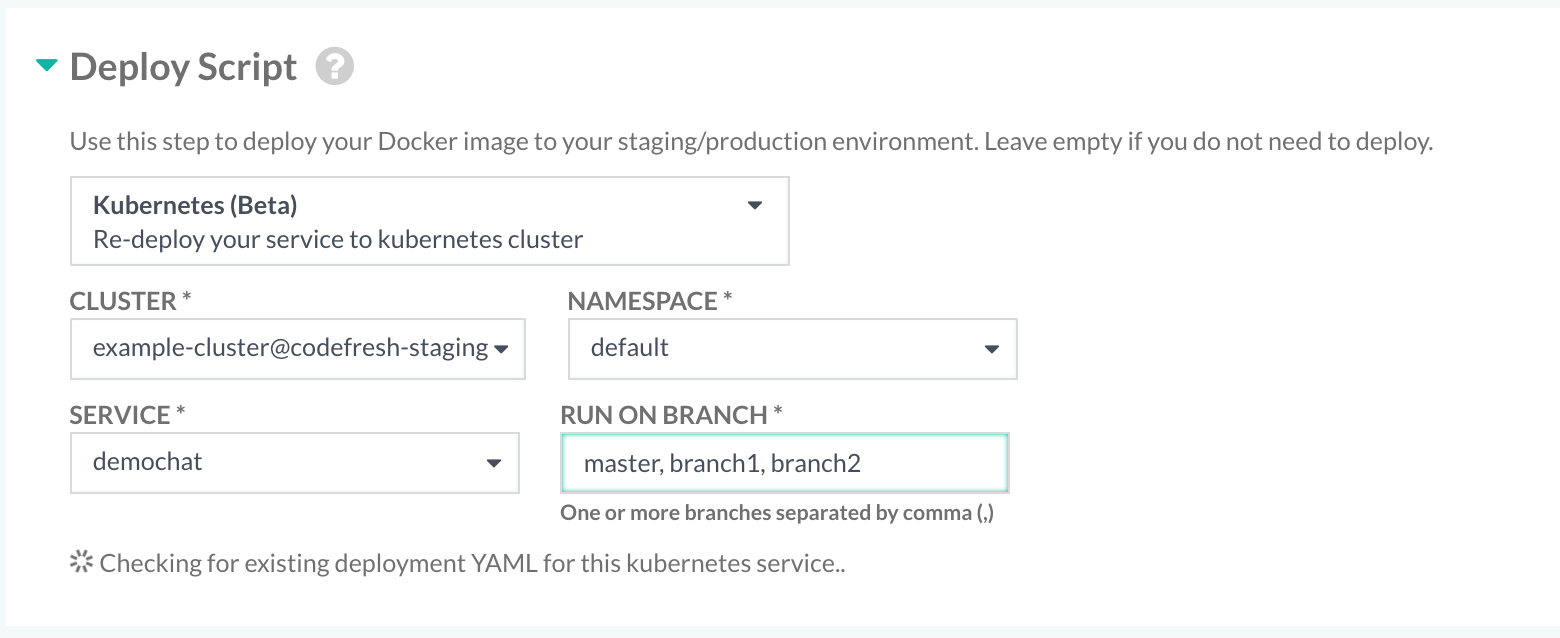 Deploy Script ?
Use this step to deploy your Docker image to your staging/production environment. Leave empty if you do not need to deploy.
Kubernetes (Beta)
Re-deploy your service to kubernetes cluster
CLUSTER * NAMESPACE *
example-cluster@codefresh-staging default
SERVICE * RUN ON BRANCH *
demochat master, branch1, branch2
One or more branches separated by comma (,)
Checking for existing deployment YAML for this kubernetes service..